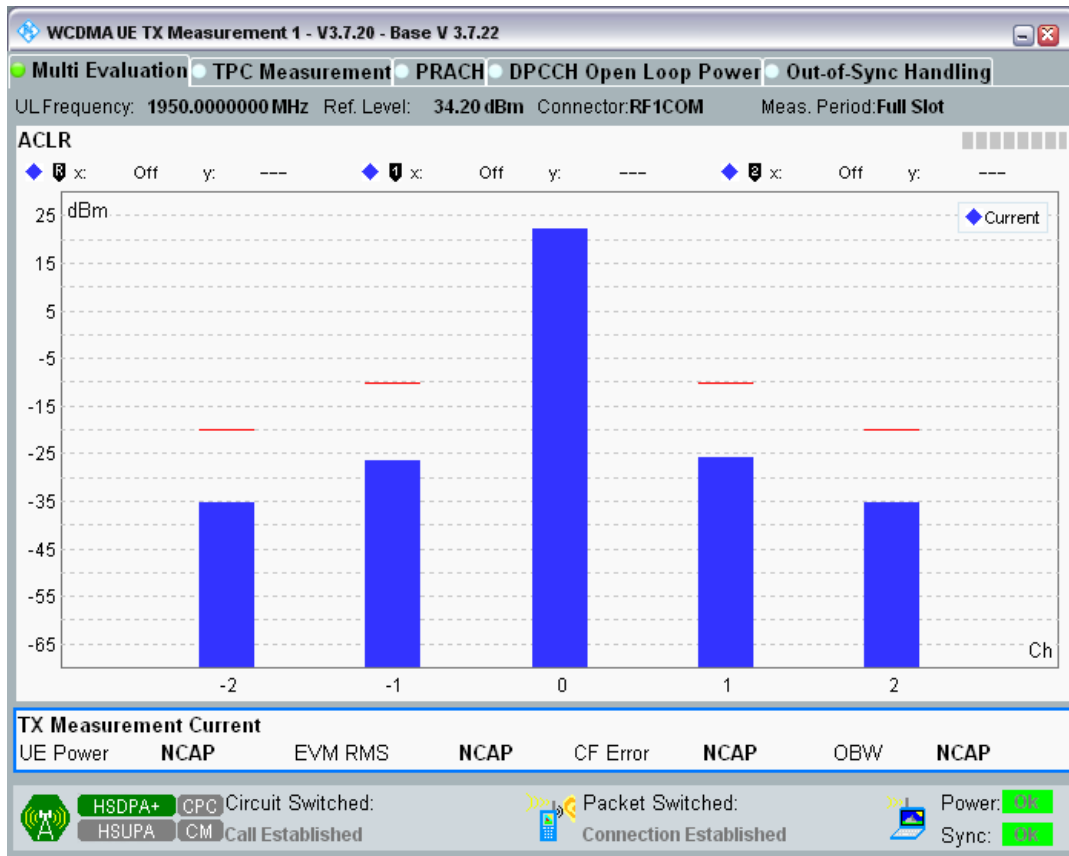 WCDMA UE TX Measurement 1 - V3.7.20 - Base V 3.7.22
Multi Evaluation TPC Measurement PRACH DPCCH Open Loop Power Out-of-Sync Handling
UL Frequency: 1950.0000000 MHz Ref. Level: 34.20 dBm Connector:RF1COM Meas. Period:Full Slot
ACLR
R x: Off y: --- 1 x: Off y: --- 2 x: Off y: ---
dBm
Current
25
15
5
-5
-15
-25
-35
-45
-55
-65
Ch
-2 -1 0 1 2
TX Measurement Current
UE Power NCAP EVM RMS NCAP CF Error NCAP OBW NCAP
HSDPA+ CPC Circuit Switched: Packet Switched: Power: Ok
HSUPA CM Call Established Connection Established Sync: Ok